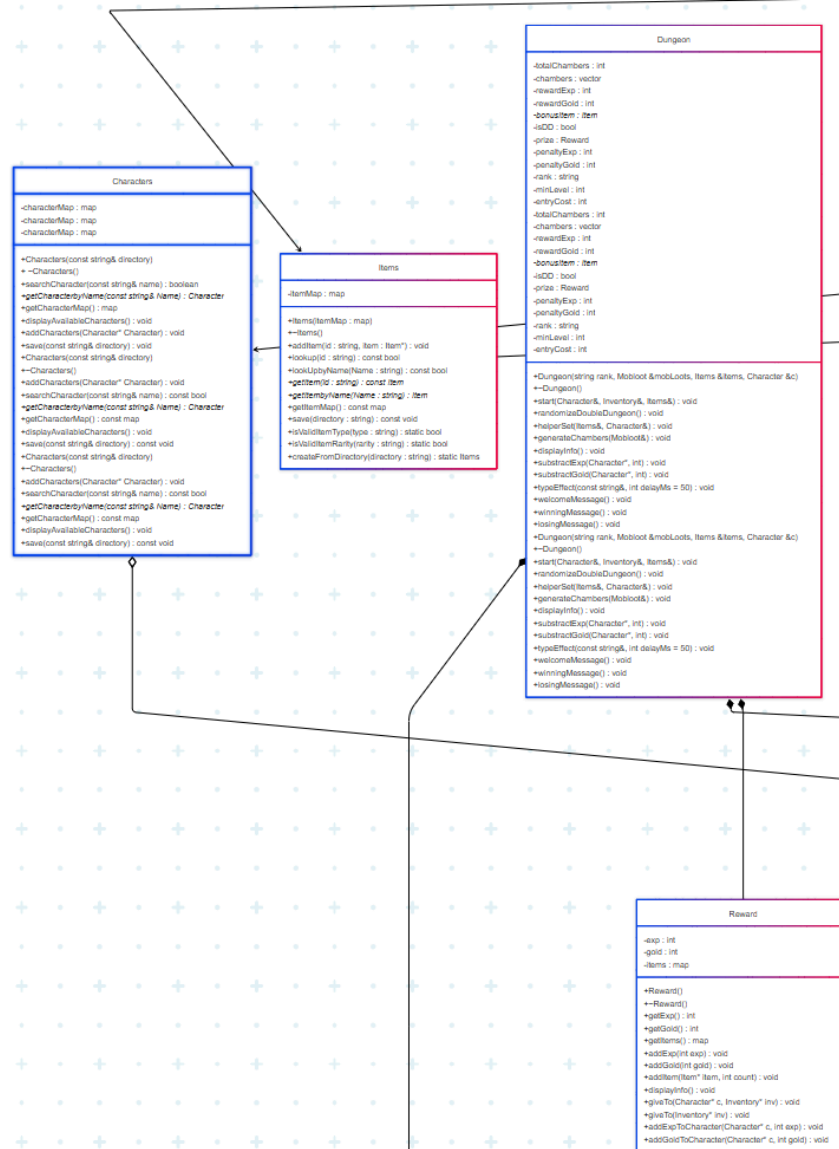 Dungeon
-totalChambers : int
-chambers : vector
-rewardExp : int
-rewardGold : int
-bonusItem : Item
-isDD : bool
-prize : Reward
-penaltyExp : int
-penaltyGold : int
-rank : string
-minLevel : int
-entryCost : int
-totalChambers : int
-chambers : vector
-rewardExp : int
-rewardGold : int
-bonusItem : Item
-isDD : bool
-prize : Reward
-penaltyExp : int
-penaltyGold : int
-rank : string
-minLevel : int
-entryCost : int
+Dungeon(string rank, Mobloot &mobLoots, Items &items, Character &c)
+~Dungeon()
+start(Character&, Inventory&, Items&) : void
+randomizeDoubleDungeon() : void
+helperSet(Items&, Character&) : void
+generateChambers(Mobloot&) : void
+displayInfo() : void
+substractExp(Character*, int) : void
+substractGold(Character*, int) : void
+typeEffect(const string&, int delayMs = 50) : void
+welcomeMessage() : void
+winningMessage() : void
+losingMessage() : void
+Dungeon(string rank, Mobloot &mobLoots, Items &items, Character &c)
+~Dungeon()
+start(Character&, Inventory&, Items&) : void
+randomizeDoubleDungeon() : void
+helperSet(Items&, Character&) : void
+generateChambers(Mobloot&) : void
+displayInfo() : void
+substractExp(Character*, int) : void
+substractGold(Character*, int) : void
+typeEffect(const string&, int delayMs = 50) : void
+welcomeMessage() : void
+winningMessage() : void
+losingMessage() : void
Characters
-characterMap : map
-characterMap : map
-characterMap : map
+Characters(const string& directory)
+ ~Characters()
+searchCharacter(const string& name) : boolean
+getCharacterbyName(const string& Name) : Character
+getCharacterMap() : map
+displayAvailableCharacters() : void
+addCharacters(Character* Character) : void
+save(const string& directory) : void
+Characters(const string& directory)
+~Characters()
+addCharacters(Character* Character) : void
+searchCharacter(const string& name) : const bool
+getCharacterbyName(const string& Name) : Character
+getCharacterMap() : const map
+displayAvailableCharacters() : void
+save(const string& directory) : const void
+Characters(const string& directory)
+~Characters()
+addCharacters(Character* Character) : void
+searchCharacter(const string& name) : const bool
+getCharacterbyName(const string& Name) : Character
+getCharacterMap() : const map
+displayAvailableCharacters() : void
+save(const string& directory) : const void
Items
-itemMap : map
+Items(itemMap : map)
+~Items()
+addItem(id : string, item : Item*) : void
+lookup(id : string) : const bool
+lookUpbyName(Name : string) : const bool
+getItem(id : string) : const Item
+getItembyName(Name : string) : Item
+getItemMap() : const map
+save(directory : string) : const void
+isValidItemType(type : string) : static bool
+isValidItemRarity(rarity : string) : static bool
+createFromDirectory(directory : string) : static Items
Reward
-exp : int
-gold : int
-items : map
+Reward()
+~Reward()
+getExp() : int
+getGold() : int
+getItems() : map
+addExp(int exp) : void
+addGold(int gold) : void
+addItem(Item* item, int count) : void
+displayInfo() : void
+giveTo(Character* c, Inventory* inv) : void
+giveTo(Inventory* inv) : void
+addExpToCharacter(Character* c, int exp) : void
+addGoldToCharacter(Character* c, int gold) : void